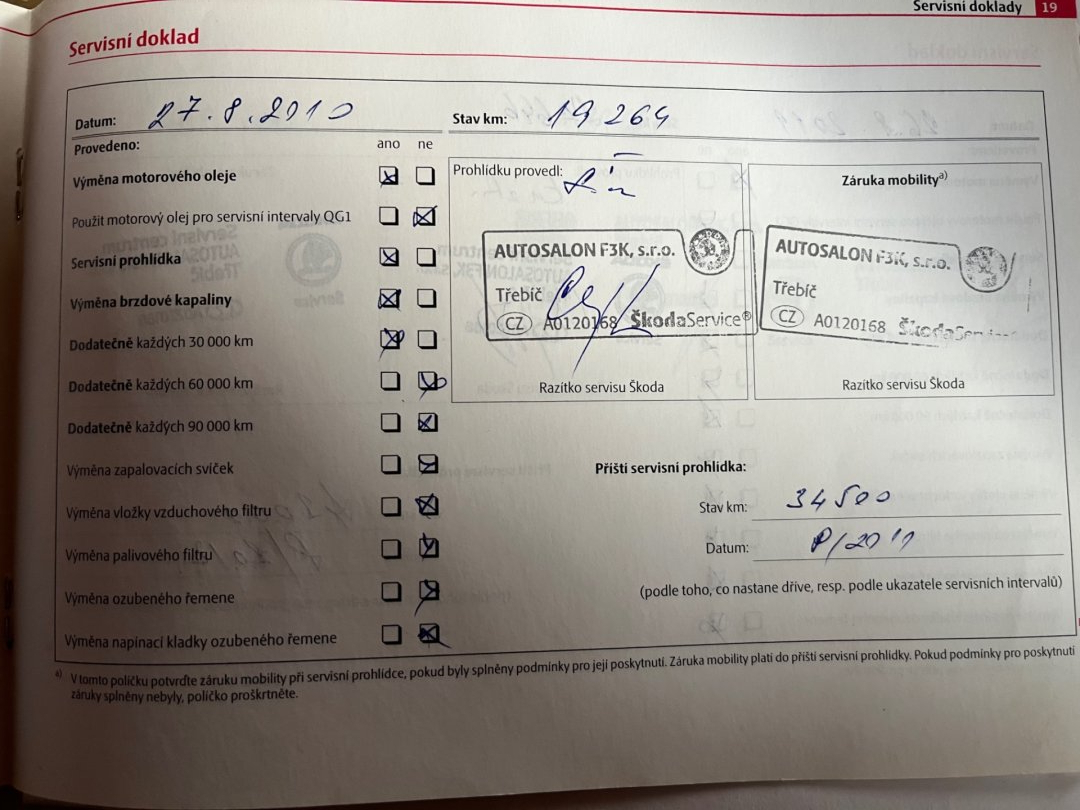 Servisní doklady 19
Servisní doklad
Datum: 27.8.2010 Stav km: 19 264
Provedeno: ano ne
Výměna motorového oleje
Použit motorový olej pro servisní intervaly QG1
Servisní prohlídka
Výměna brzdové kapaliny
Dodatečně každých 30 000 km
Dodatečně každých 60 000 km
Dodatečně každých 90 000 km
Výměna zapalovacích svíček
Výměna vložky vzduchového filtru
Výměna palivového filtru
Výměna ozubeného řemene
Výměna napínací kladky ozubeného řemene
Prohlídku provedl:
AUTOSALON F3K, s.r.o.
Třebíč
CZ A0120168 ŠkodaService®
Razítko servisu Škoda
Záruka mobility a)
AUTOSALON F3K, s.r.o.
Třebíč
CZ A0120168 ŠkodaService
Razítko servisu Škoda
Příští servisní prohlídka:
Stav km: 34500
Datum: 8/2011
(podle toho, co nastane dříve, resp. podle ukazatele servisních intervalů)
a) V tomto políčku potvrďte záruku mobility při servisní prohlídce, pokud byly splněny podmínky pro její poskytnutí. Záruka mobility platí do příští servisní prohlídky. Pokud podmínky pro poskytnutí
záruky splněny nebyly, políčko proškrtněte.